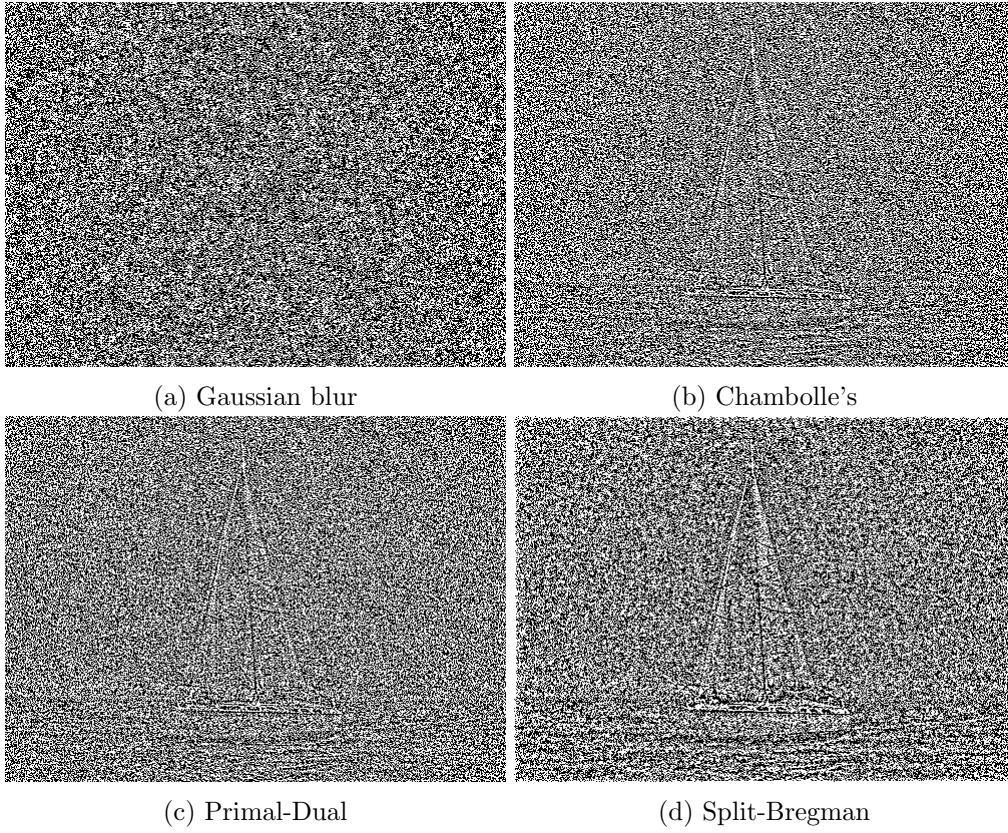 (a) Gaussian blur
(b) Chambolle's
(c) Primal-Dual
(d) Split-Bregman